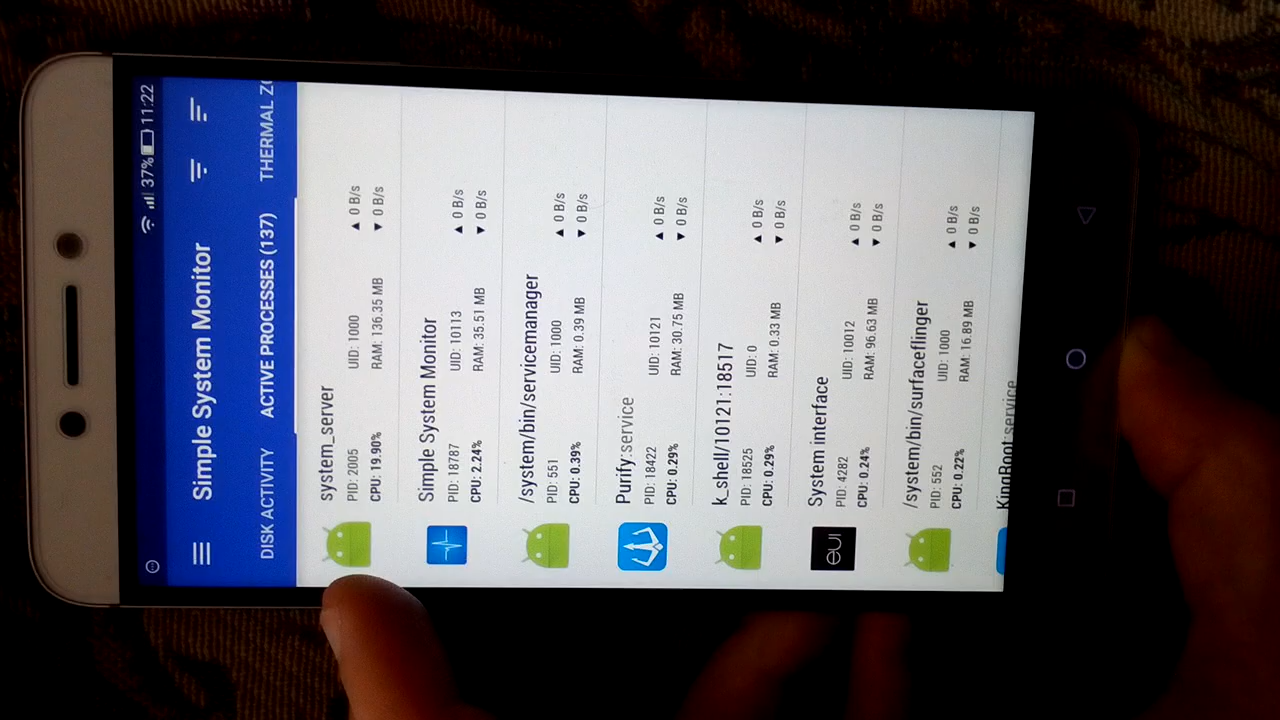 37% 11:22
Simple System Monitor
DISK ACTIVITY ACTIVE PROCESSES (137) THERMAL ZO
system_server
PID: 2005 UID: 1000 ▲ 0 B/s
CPU: 19.90% RAM: 136.35 MB ▼ 0 B/s
Simple System Monitor
PID: 18787 UID: 10113 ▲ 0 B/s
CPU: 2.24% RAM: 35.51 MB ▼ 0 B/s
/system/bin/servicemanager
PID: 551 UID: 1000 ▲ 0 B/s
CPU: 0.39% RAM: 0.39 MB ▼ 0 B/s
Purify:service
PID: 18422 UID: 10121 ▲ 0 B/s
CPU: 0.29% RAM: 30.75 MB ▼ 0 B/s
k_shell/10121:18517
PID: 18525 UID: 0 ▲ 0 B/s
CPU: 0.29% RAM: 0.33 MB ▼ 0 B/s
eui
System interface
PID: 4282 UID: 10012 ▲ 0 B/s
CPU: 0.24% RAM: 96.63 MB ▼ 0 B/s
/system/bin/surfaceflinger
PID: 552 UID: 1000 ▲ 0 B/s
CPU: 0.22% RAM: 16.89 MB ▼ 0 B/s
KingRoot:service